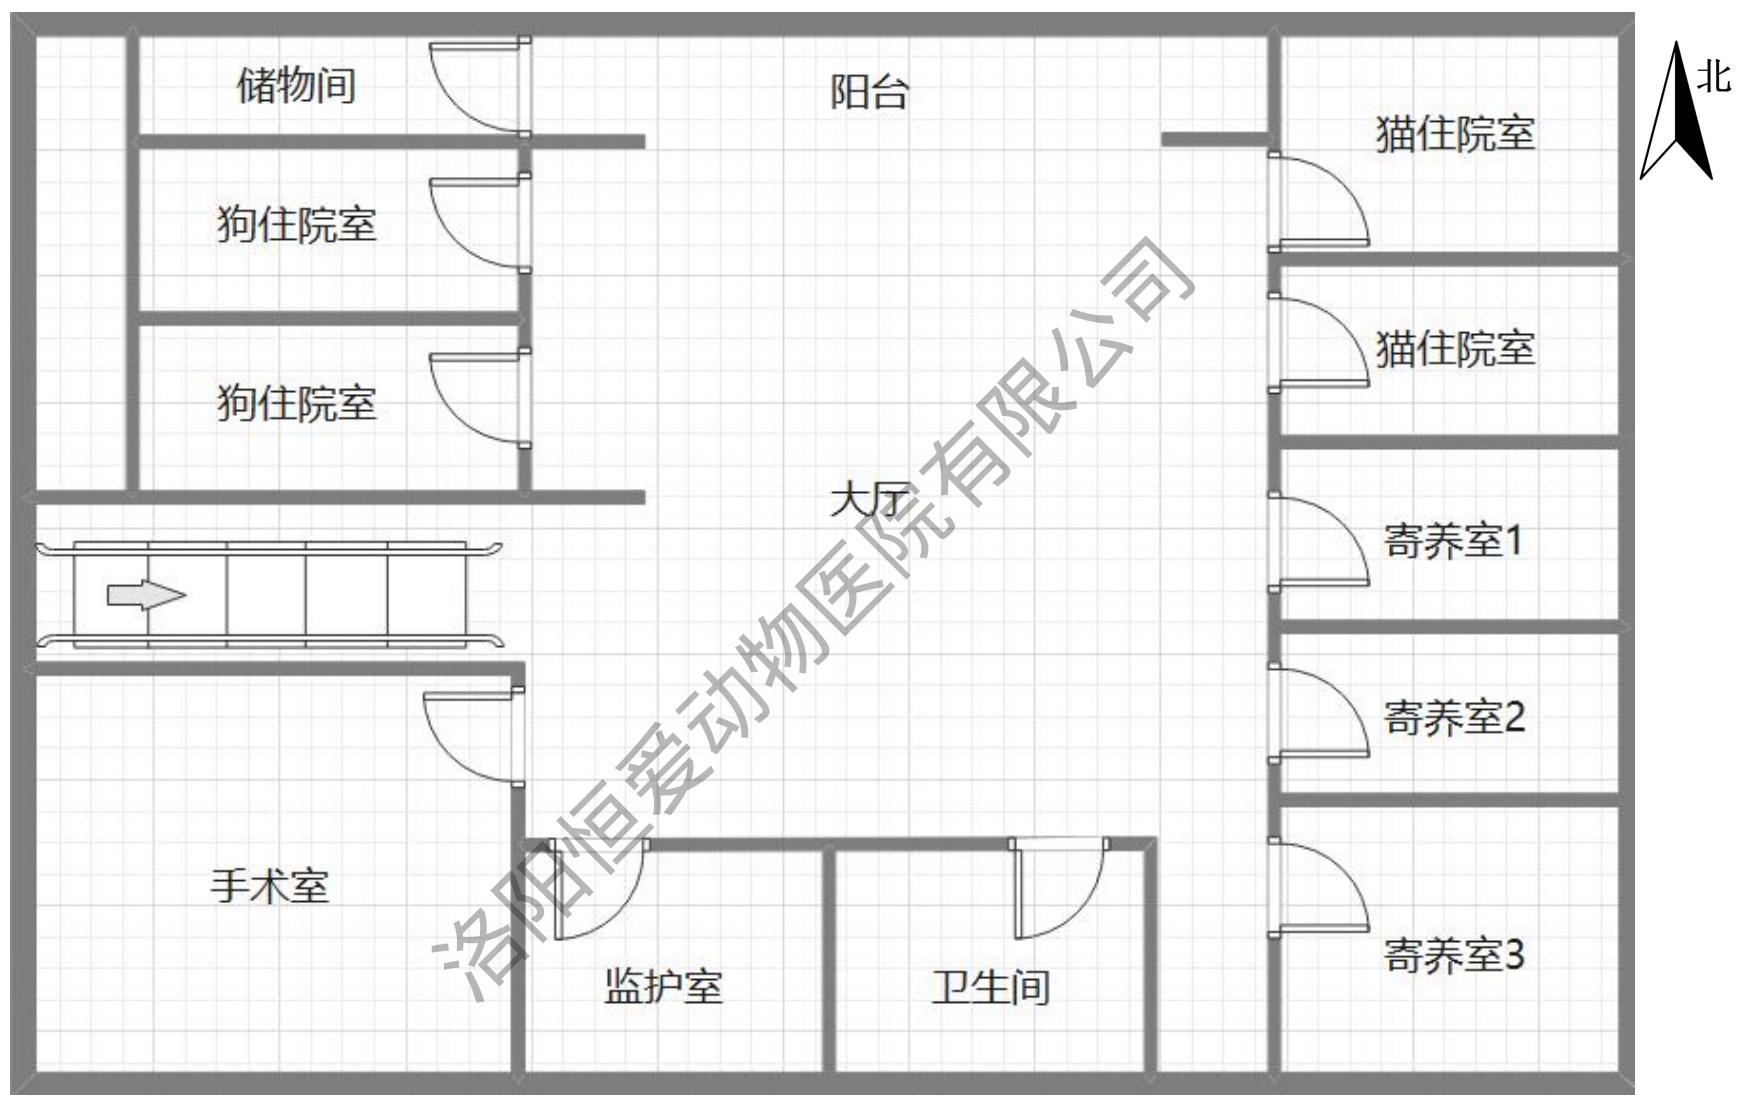 储物间
阳台
北
猫住院室
狗住院室
猫住院室
狗住院室
大厅
寄养室1
寄养室2
手术室
监护室
卫生间
寄养室3
洛阳恒爱动物医院有限公司